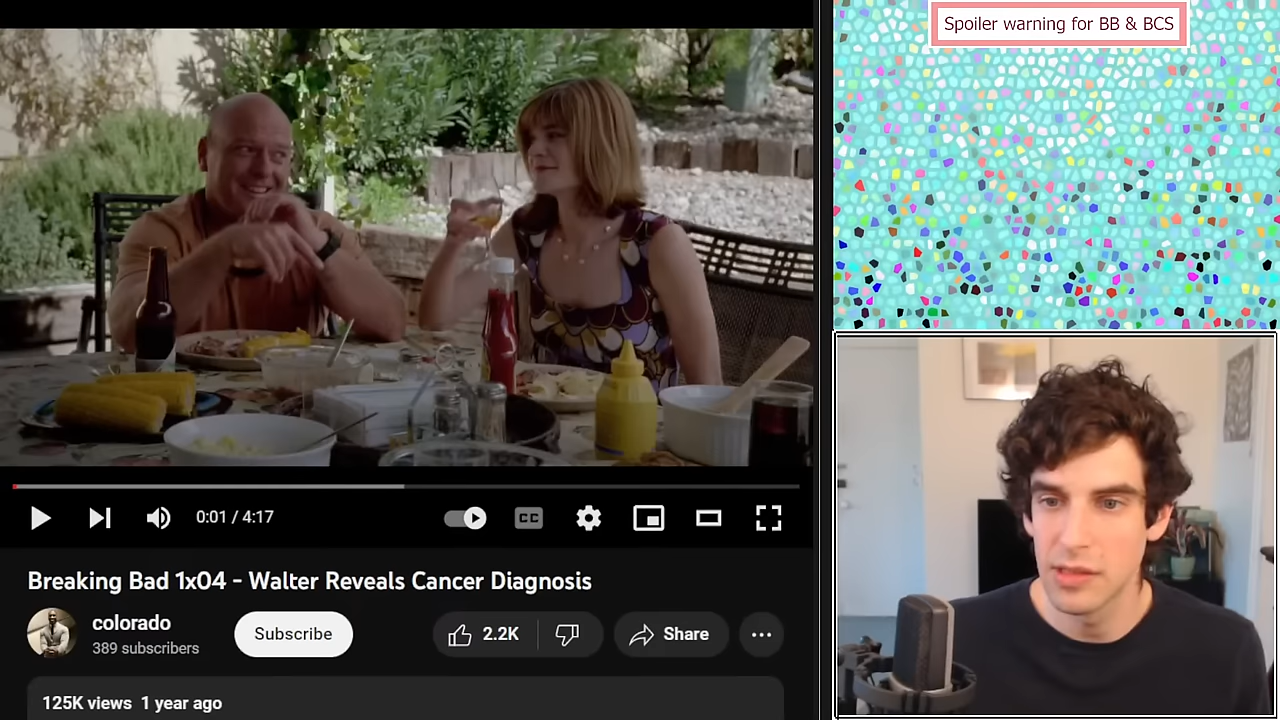 Spoiler warning for BB & BCS
0:01 / 4:17
CC
Breaking Bad 1x04 - Walter Reveals Cancer Diagnosis
colorado
389 subscribers
Subscribe
2.2K
Share
125K views 1 year ago